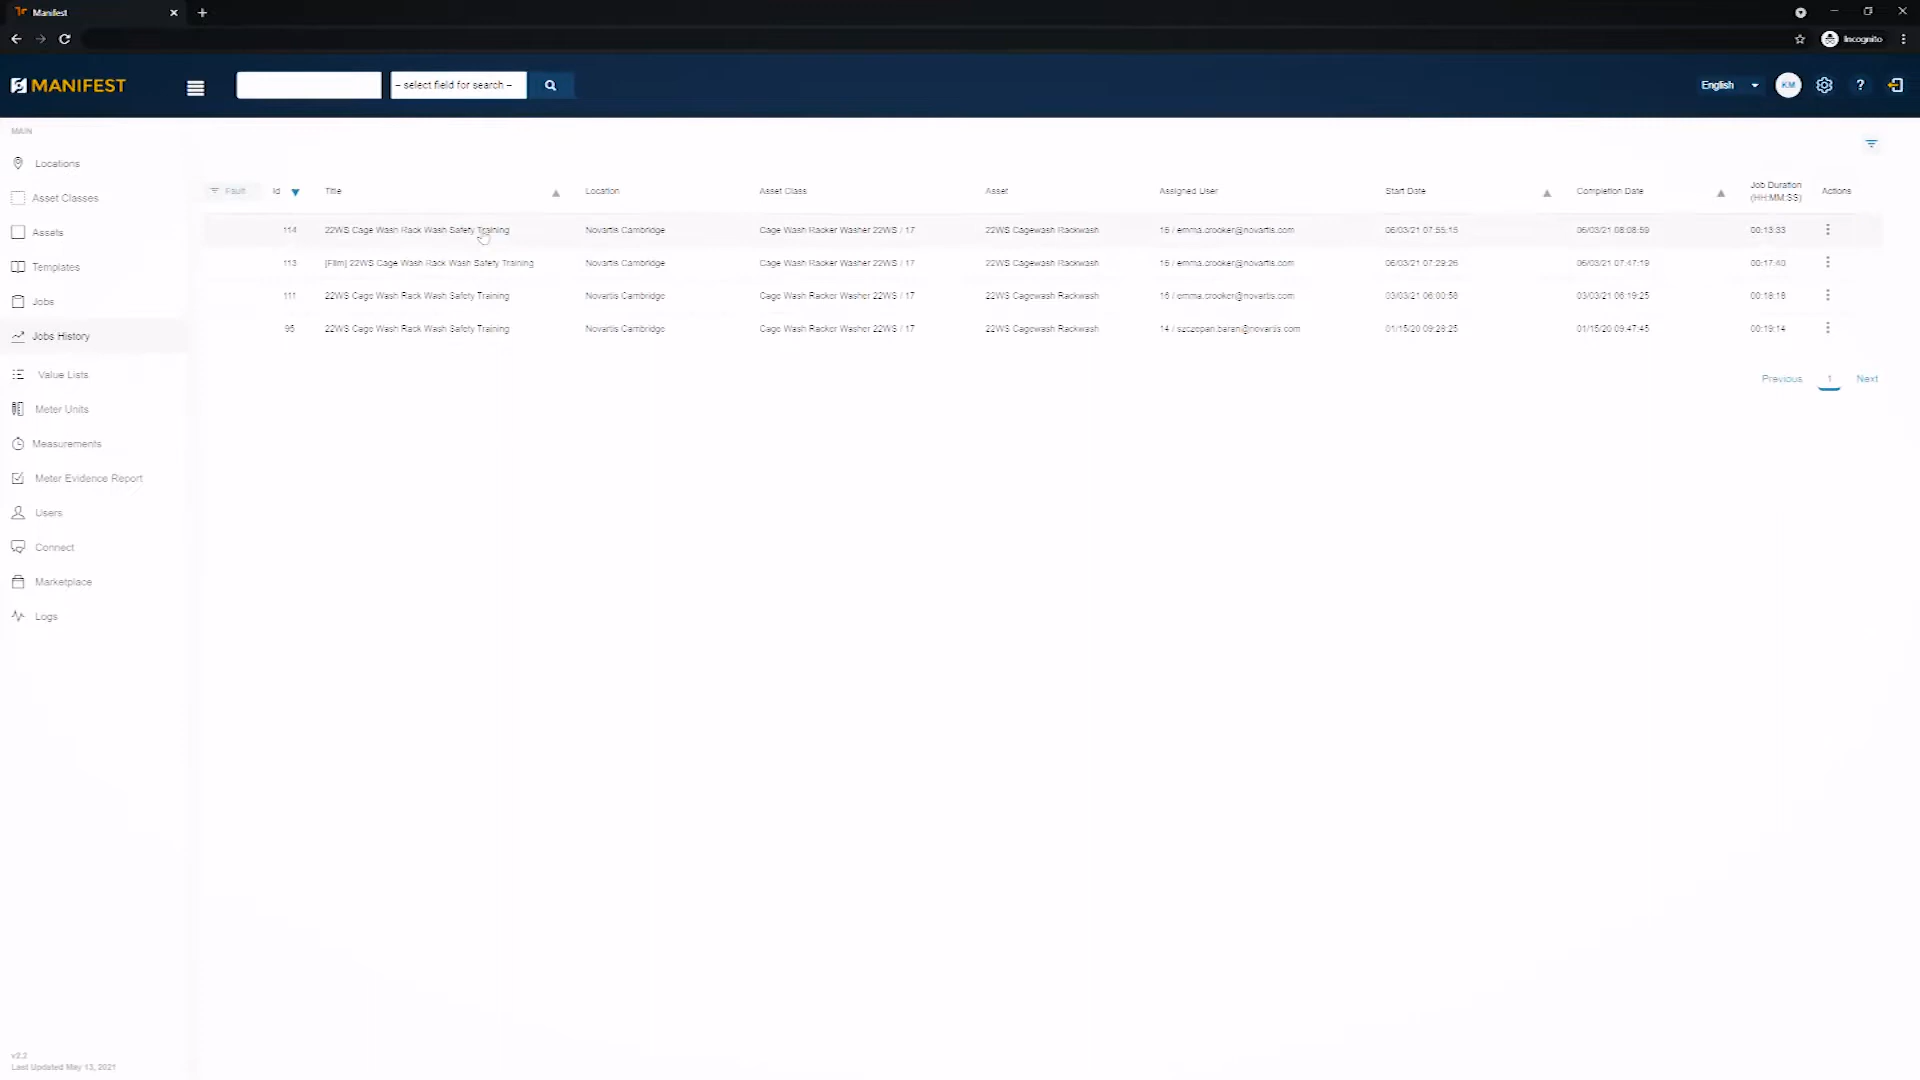 Manifest
Incognito
MANIFEST
-- select field for search --
English
KM
?
MAIN
Locations
Asset Classes
Assets
Templates
Jobs
Jobs History
Value Lists
Meter Units
Measurements
Meter Evidence Report
Users
Connect
Marketplace
Logs
Fault Id Title Location Asset Class Asset Assigned User Start Date Completion Date Job Duration (HH:MM:SS) Actions
114 22WS Cage Wash Rack Wash Safety Training Novartis Cambridge Cage Wash Racker Washer 22WS / 17 22WS Cagewash Rackwash 15 / emma.crooker@novartis.com 06/03/21 07:55:15 06/03/21 08:08:59 00:13:33
113 [Film] 22WS Cage Wash Rack Wash Safety Training Novartis Cambridge Cage Wash Racker Washer 22WS / 17 22WS Cagewash Rackwash 15 / emma.crooker@novartis.com 06/03/21 07:29:26 06/03/21 07:47:19 00:17:40
111 22WS Cage Wash Rack Wash Safety Training Novartis Cambridge Cage Wash Racker Washer 22WS / 17 22WS Cagewash Rackwash 15 / emma.crooker@novartis.com 03/03/21 06:00:58 03/03/21 06:19:25 00:18:18
95 22WS Cage Wash Rack Wash Safety Training Novartis Cambridge Cage Wash Racker Washer 22WS / 17 22WS Cagewash Rackwash 14 / szczepan.baran@novartis.com 01/15/20 09:28:25 01/15/20 09:47:45 00:19:14
Previous 1 Next
v2.2
Last Updated May 13, 2021